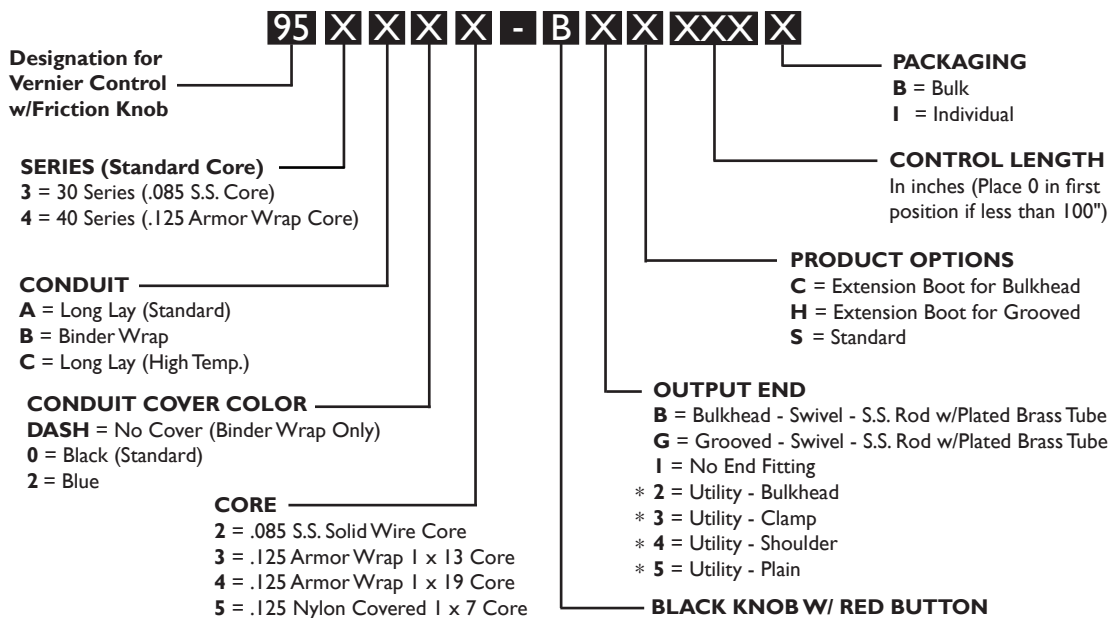 95 X X X X - B X X XXX X
Designation for
Vernier Control
w/Friction Knob
SERIES (Standard Core)
3 = 30 Series (.085 S.S. Core)
4 = 40 Series (.125 Armor Wrap Core)
CONDUIT
A = Long Lay (Standard)
B = Binder Wrap
C = Long Lay (High Temp.)
CONDUIT COVER COLOR
DASH = No Cover (Binder Wrap Only)
0 = Black (Standard)
2 = Blue
CORE
2 = .085 S.S. Solid Wire Core
3 = .125 Armor Wrap 1 x 13 Core
4 = .125 Armor Wrap 1 x 19 Core
5 = .125 Nylon Covered 1 x 7 Core
PACKAGING
B = Bulk
I = Individual
CONTROL LENGTH
In inches (Place 0 in first
position if less than 100")
PRODUCT OPTIONS
C = Extension Boot for Bulkhead
H = Extension Boot for Grooved
S = Standard
OUTPUT END
B = Bulkhead - Swivel - S.S. Rod w/Plated Brass Tube
G = Grooved - Swivel - S.S. Rod w/Plated Brass Tube
1 = No End Fitting
* 2 = Utility - Bulkhead
* 3 = Utility - Clamp
* 4 = Utility - Shoulder
* 5 = Utility - Plain
BLACK KNOB W/ RED BUTTON